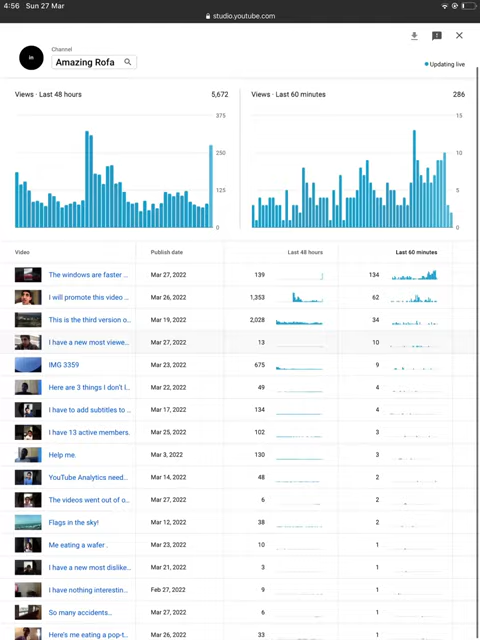 4:56 Sun 27 Mar
studio.youtube.com
Channel
in
Amazing Rofa
Updating live
Views · Last 48 hours 5,672
Views · Last 60 minutes 286
375
250
125
0
15
10
5
0
Video Publish date Last 48 hours Last 60 minutes
The windows are faster ... Mar 27, 2022 139 134
I will promote this video ... Mar 26, 2022 1,353 62
This is the third version o... Mar 19, 2022 2,028 34
I have a new most viewe... Mar 27, 2022 13 10
IMG 3359 Mar 23, 2022 675 9
Here are 3 things I don't l... Mar 22, 2022 49 4
I have to add subtitles to ... Mar 17, 2022 134 4
I have 13 active members. Mar 25, 2022 102 3
Help me. Mar 3, 2022 130 3
YouTube Analytics need... Mar 14, 2022 48 2
The videos went out of o... Mar 27, 2022 6 2
Flags in the sky! Mar 12, 2022 38 2
Me eating a wafer . Mar 23, 2022 10 1
I have a new most dislike... Mar 21, 2022 3 1
I have nothing interestin... Feb 27, 2022 9 1
So many accidents... Mar 27, 2022 6 1
Here's me eating a pop-t... Mar 26, 2022 33 1